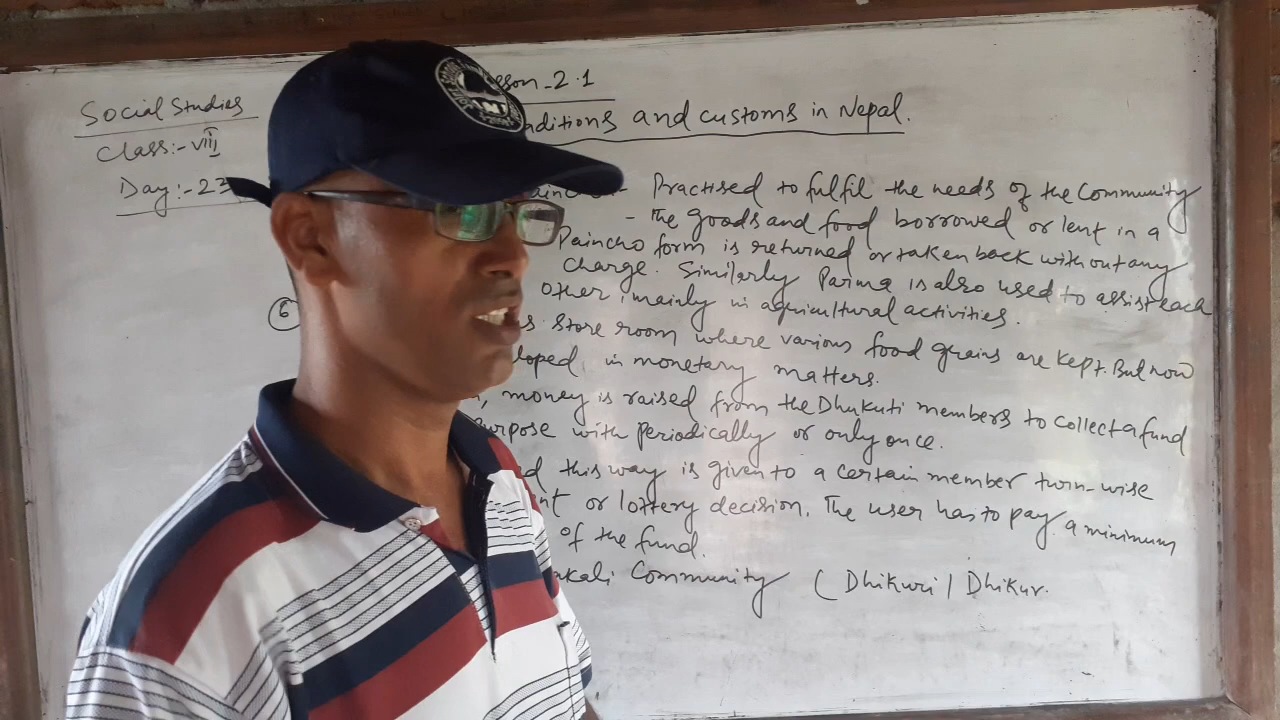 Social Studies
Class:- VIII
Day:- 23
sson - 2.1
aditions and customs in Nepal.
Practised to fulfil the needs of the Community
- The goods and food borrowed or lent in a
Paincho form is returned or taken back without any
charge. Similarly Parma is also used to assist each
other, mainly in agricultural activities.
6
store room where various food grains are kept. But now
loped in monetary matters.
, money is raised from the Dhukuti members to collect a fund
urpose with periodically or only once.
d this way is given to a certain member turn-wise
nt or lottery decision. The user has to pay a minimum
of the fund.
akali Community ( Dhikuri / Dhikur.